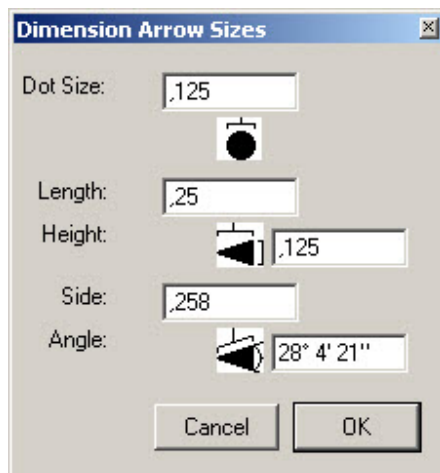 Dimension Arrow Sizes
Dot Size: ,125
Length: ,25
Height: ,125
Side: ,258
Angle: 28° 4' 21"
Cancel OK